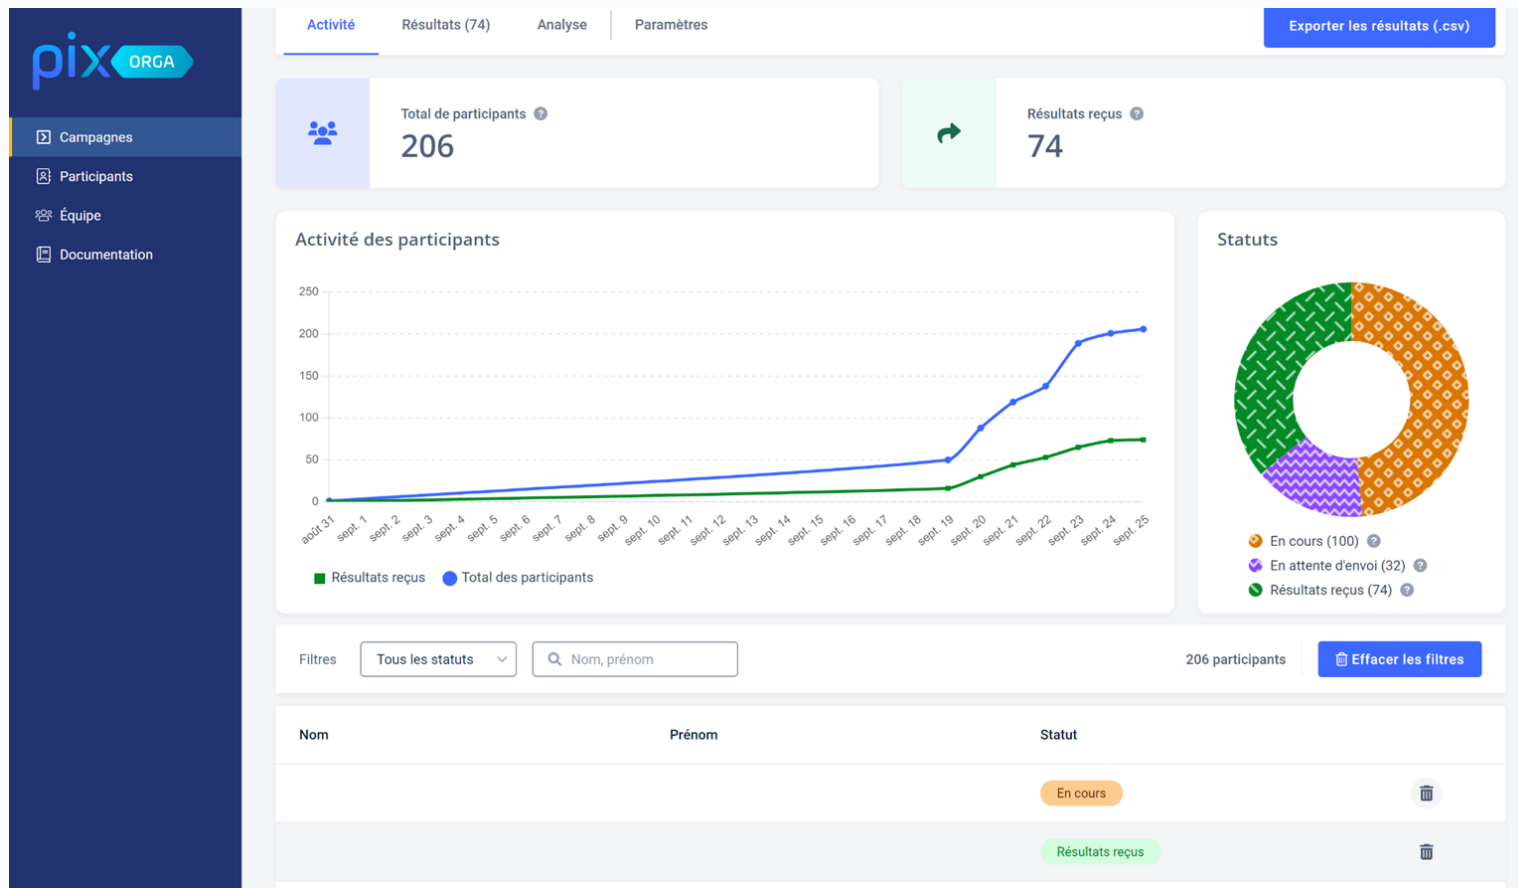 Activité Résultats (74) Analyse Paramètres Exporter les résultats (.csv)
pix ORGA
Campagnes
Participants
Équipe
Documentation
Total de participants ?
206
Résultats reçus ?
74
Activité des participants
250
200
150
100
50
0
août 31 sept. 1 sept. 2 sept. 3 sept. 4 sept. 5 sept. 6 sept. 7 sept. 8 sept. 9 sept. 10 sept. 11 sept. 12 sept. 13 sept. 14 sept. 15 sept. 16 sept. 17 sept. 18 sept. 19 sept. 20 sept. 21 sept. 22 sept. 23 sept. 24 sept. 25
Résultats reçus Total des participants
Statuts
En cours (100) ?
En attente d'envoi (32) ?
Résultats reçus (74) ?
Filtres Tous les statuts Nom, prénom 206 participants Effacer les filtres
Nom Prénom Statut
En cours
Résultats reçus